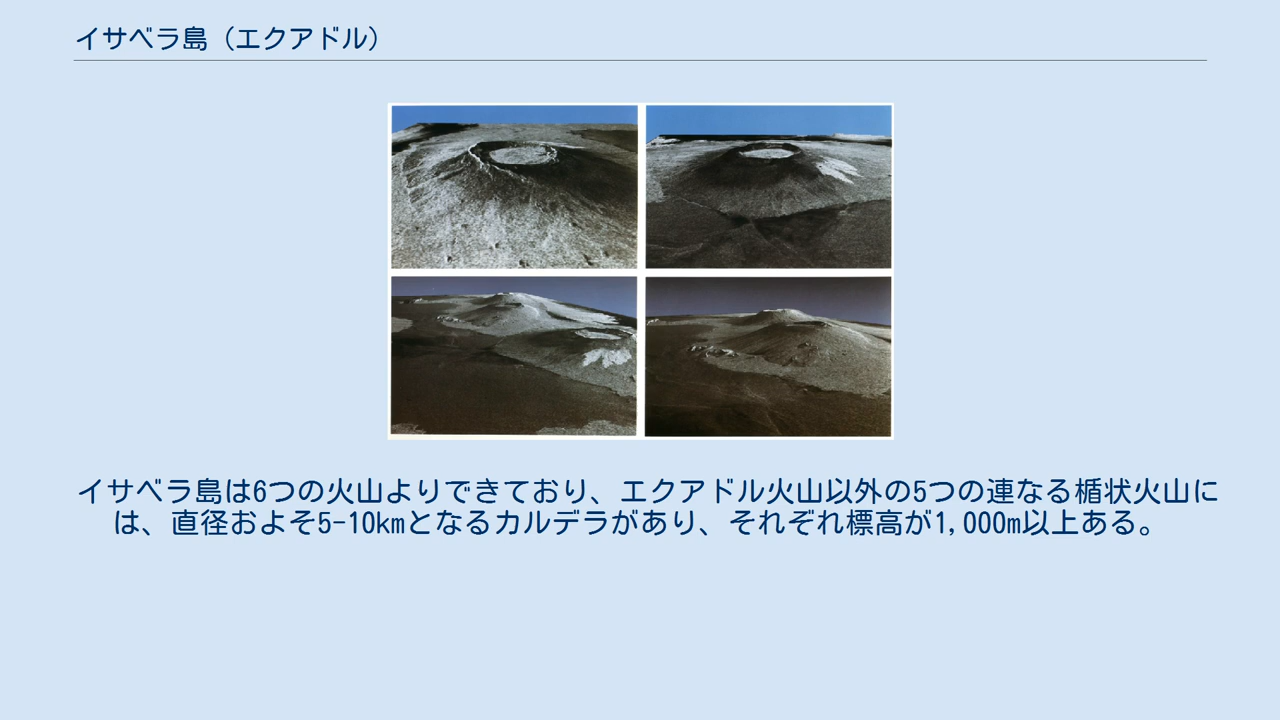 イサベラ島（エクアドル）
イサベラ島は6つの火山よりできており、エクアドル火山以外の5つの連なる楯状火山に
は、直径およそ5-10kmとなるカルデラがあり、それぞれ標高が1,000m以上ある。